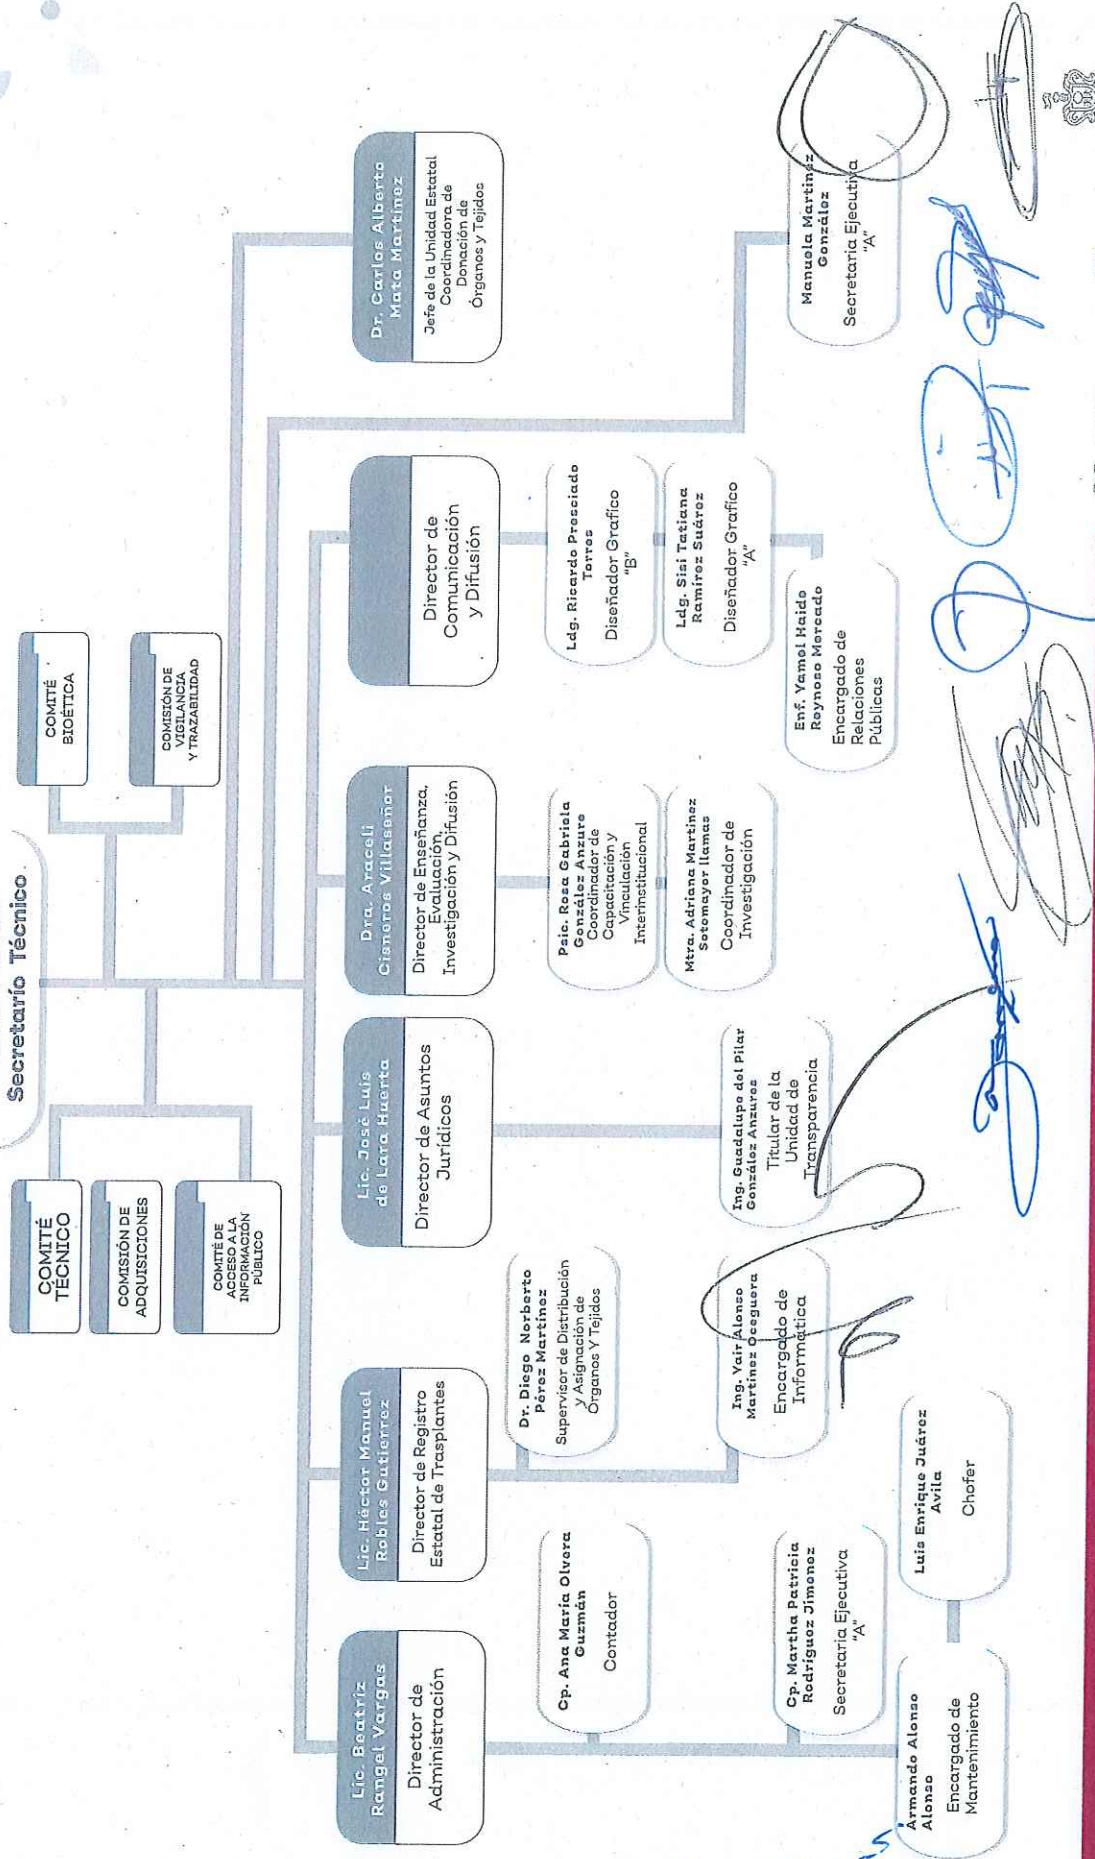 Secretario Técnico
COMITÉ
TÉCNICO
COMISIÓN DE
ADQUISICIONES
COMITÉ DE
ACCESO A LA
INFORMACIÓN
PÚBLICO
COMITÉ
BIOÉTICA
COMISIÓN DE
VIGILANCIA
Y TRAZABILIDAD
Lic. Beatriz
Rangel Vargas
Director de
Administración
Cp. Ana María Olvera
Guzmán
Contador
Cp. Martha Patricia
Rodríguez Jimenez
Secretaria Ejecutiva
"A"
Armando Alonso
Alonso
Encargado de
Mantenimiento
Luis Enrique Juárez
Avila
Chofer
Lic. Héctor Manuel
Robles Gutierrez
Director de Registro
Estatal de Trasplantes
Dr. Diego Norberto
Pérez Martínez
Supervisor de Distribución
y Asignación de
Órganos Y Tejidos
Ing. Yair Alonso
Martínez Oceguera
Encargado de
Informatica
Lic. José Luis
de Lara Huerta
Director de Asuntos
Jurídicos
Ing. Guadalupe del Pilar
González Anzures
Titular de la
Unidad de
Transparencia
Dra. Araceli
Cisneros Villaseñor
Director de Enseñanza,
Evaluación,
Investigación y Difusión
Psic. Rosa Gabriela
González Anzure
Coordinador de
Capacitación y
Vinculación
Interinstitucional
Mtra. Adriana Martínez
Sotomayor llamas
Coordinador de
Investigación
Director de
Comunicación
y Difusión
Ldg. Ricardo Presciado
Torres
Diseñador Grafico
"B"
Ldg. Sisi Tatiana
Ramírez Suárez
Diseñador Grafico
"A"
Enf. Yamel Haide
Reynoso Mercado
Encargado de
Relaciones
Públicas
Dr. Carlos Alberto
Mata Martínez
Jefe de la Unidad Estatal
Coordinadora de
Donación de
Órganos y Tejidos
Manuela Martínez
González
Secretaria Ejecutiva
"A"